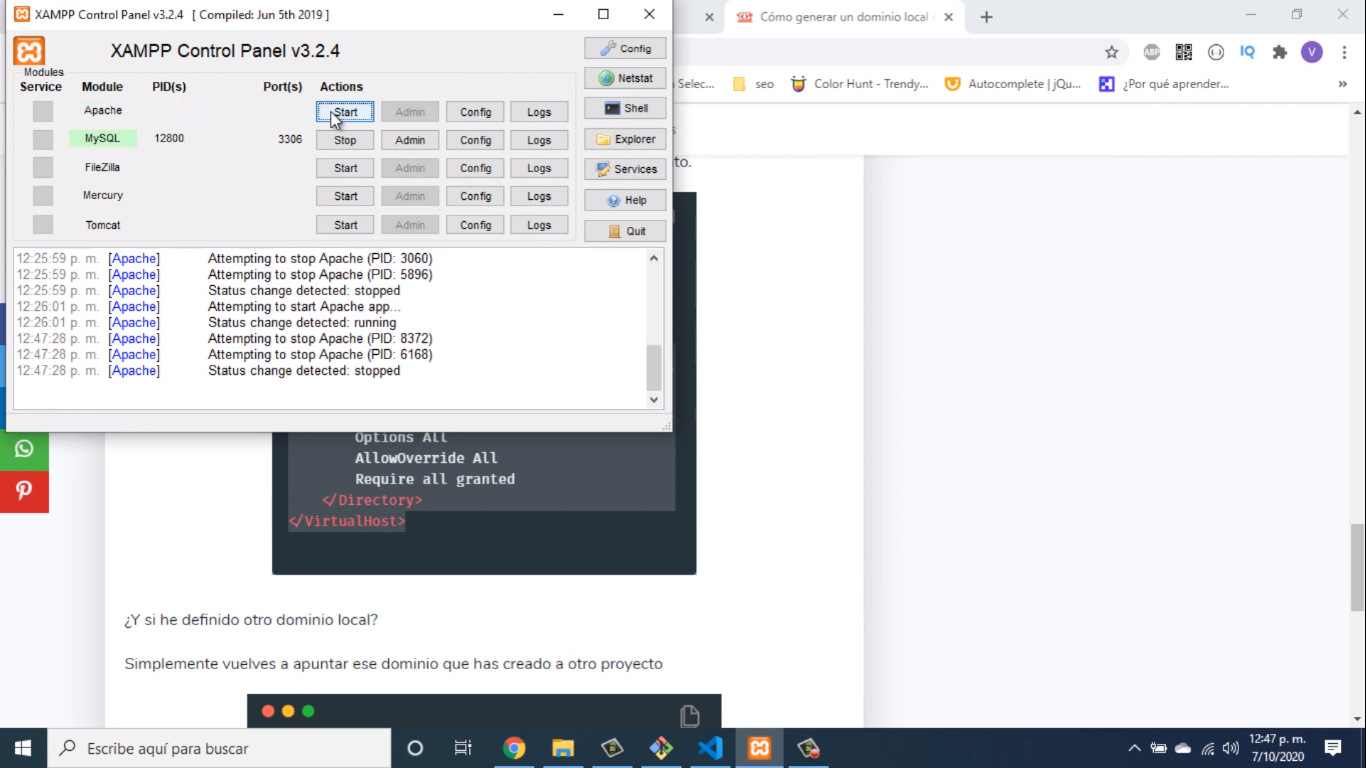 XAMPP Control Panel v3.2.4 [ Compiled: Jun 5th 2019 ]
Cómo generar un dominio local
XAMPP Control Panel v3.2.4
Config
Modules
Service Module PID(s) Port(s) Actions
Netstat
Apache Start Admin Config Logs
Shell
MySQL 12800 3306 Stop Admin Config Logs
Explorer
FileZilla Start Admin Config Logs
Services
Mercury Start Admin Config Logs
Help
Tomcat Start Admin Config Logs
Quit
12:25:59 p. m. [Apache] Attempting to stop Apache (PID: 3060)
12:25:59 p. m. [Apache] Attempting to stop Apache (PID: 5896)
12:25:59 p. m. [Apache] Status change detected: stopped
12:26:01 p. m. [Apache] Attempting to start Apache app...
12:26:01 p. m. [Apache] Status change detected: running
12:47:28 p. m. [Apache] Attempting to stop Apache (PID: 8372)
12:47:28 p. m. [Apache] Attempting to stop Apache (PID: 6168)
12:47:28 p. m. [Apache] Status change detected: stopped
ABP IQ V
Selec... seo Color Hunt - Trendy... Autocomplete | jQu... ¿Por qué aprender... »
to.
Options All
AllowOverride All
Require all granted
</Directory>
</VirtualHost>
¿Y si he definido otro dominio local?
Simplemente vuelves a apuntar ese dominio que has creado a otro proyecto
Escribe aquí para buscar
12:47 p. m.
7/10/2020